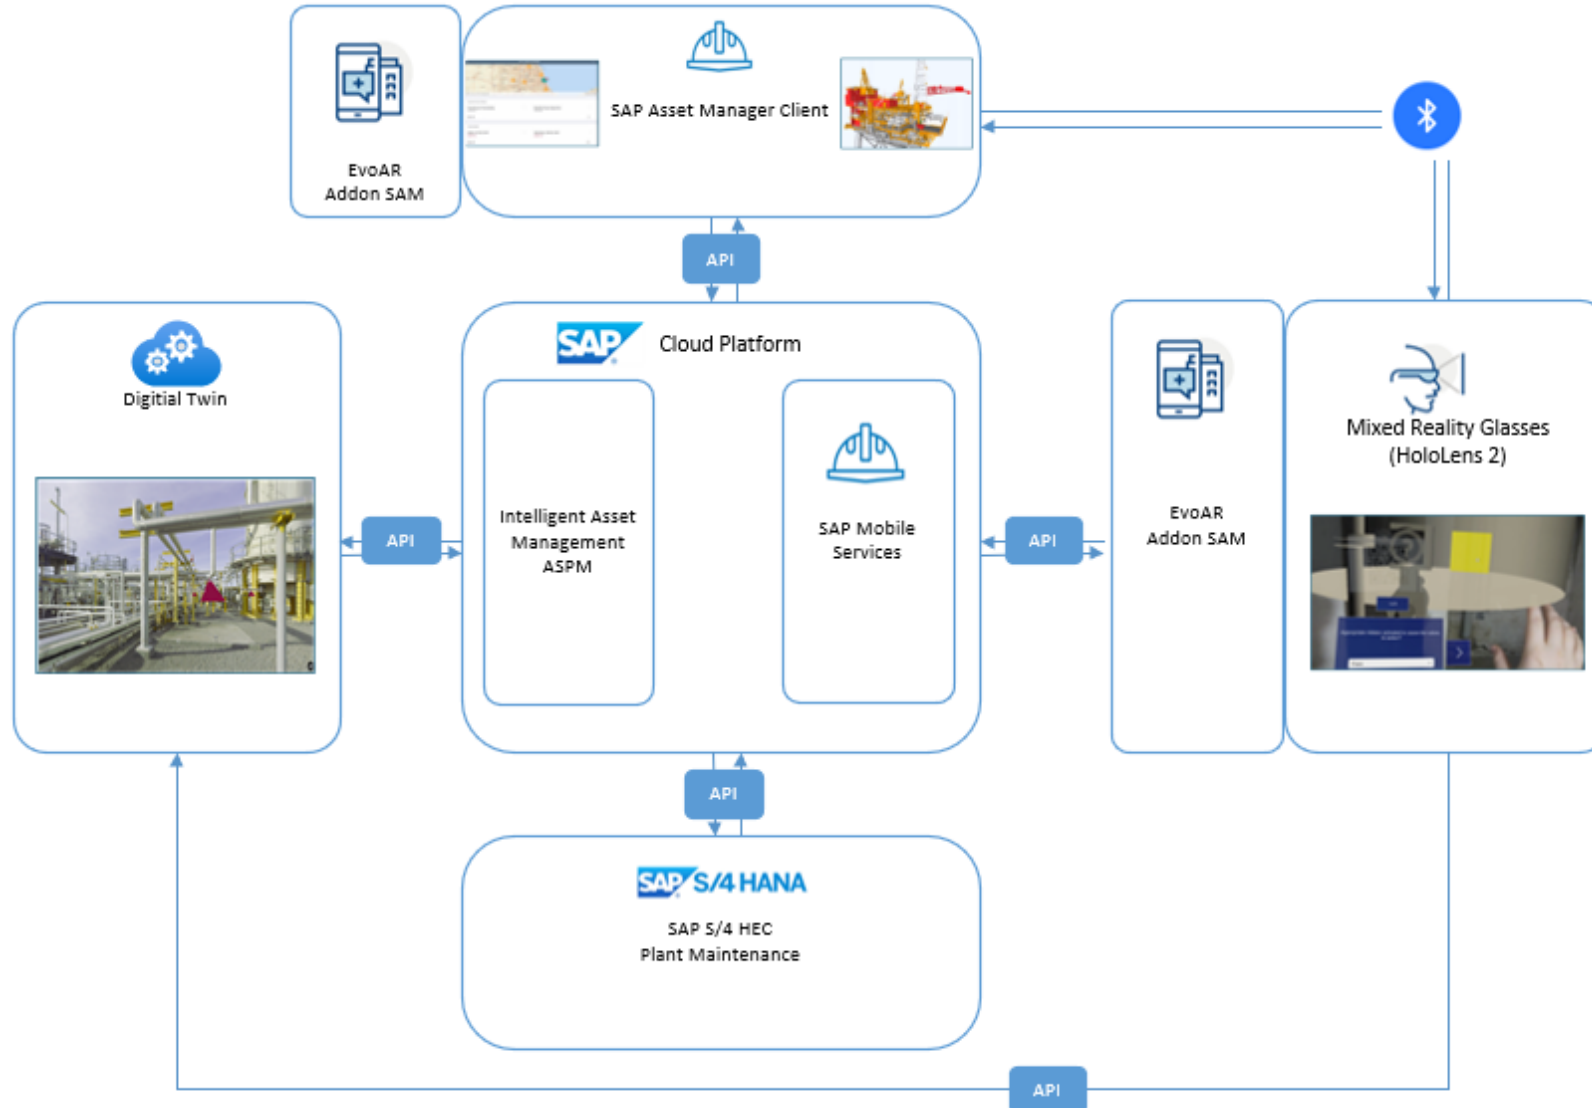 SAP Asset Manager Client
EvoAR
Addon SAM
API
SAP
Cloud Platform
Digitial Twin
Mixed Reality Glasses
(HoloLens 2)
Intelligent Asset
Management
ASPM
SAP Mobile
Services
EvoAR
Addon SAM
API
API
API
SAP S/4 HANA
SAP S/4 HEC
Plant Maintenance
API